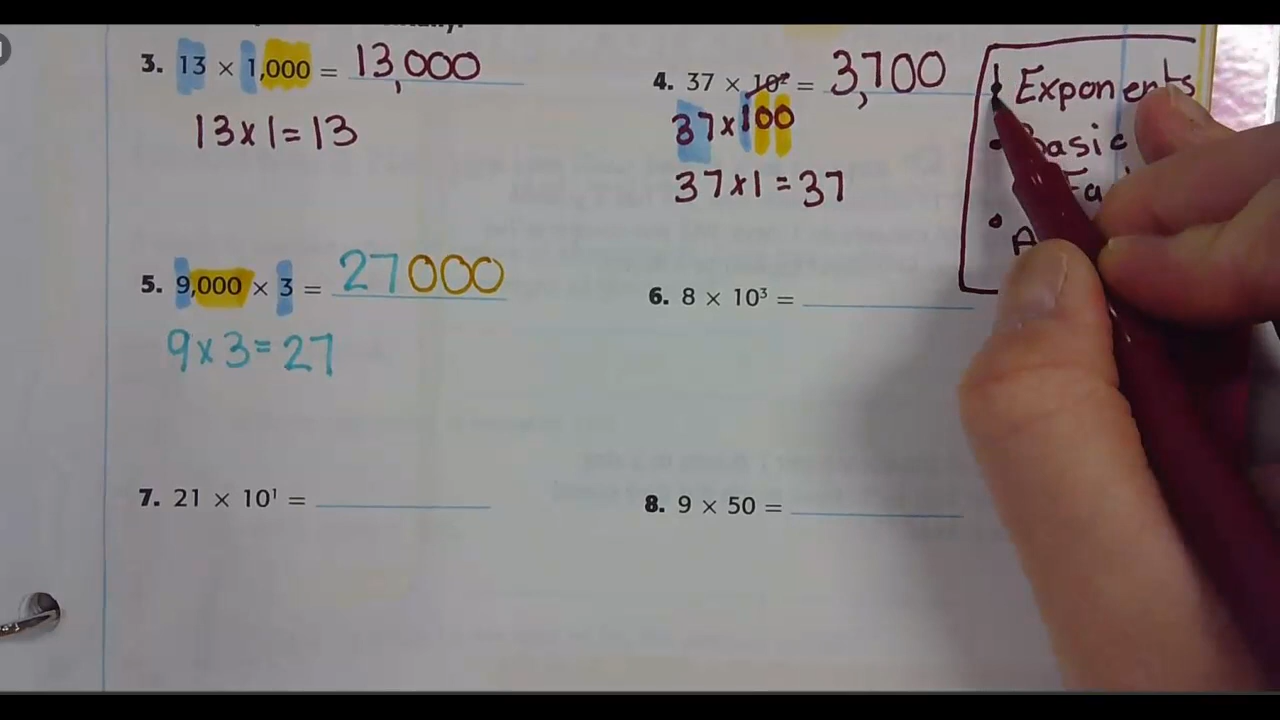 3. 13 × 1,000 = 13,000
13 x 1 = 13
4. 37 × 10² = 3,700
37 x 100
37 x 1 = 37
Exponents
Basic
5. 9,000 × 3 = 27000
9 x 3 = 27
6. 8 × 10³ =
7. 21 × 10¹ =
8. 9 × 50 =